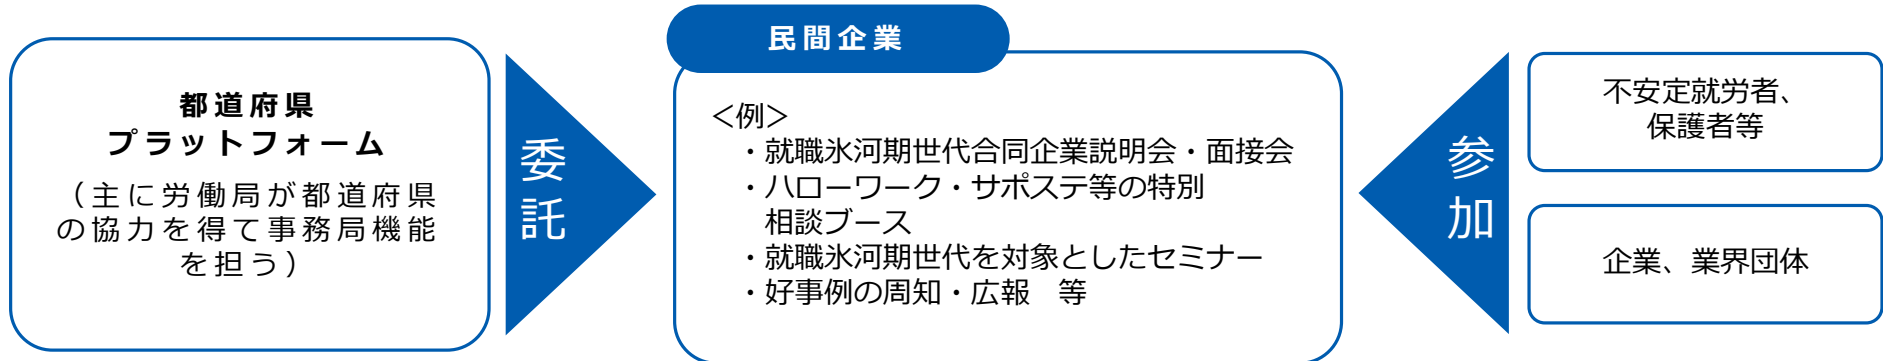 都道府県
プラットフォーム
（主に労働局が都道府県
の協力を得て事務局機能
を担う）
委託
民間企業
＜例＞
・就職氷河期世代合同企業説明会・面接会
・ハローワーク・サポステ等の特別
相談ブース
・就職氷河期世代を対象としたセミナー
・好事例の周知・広報　等
参加
不安定就労者、
保護者等
企業、業界団体